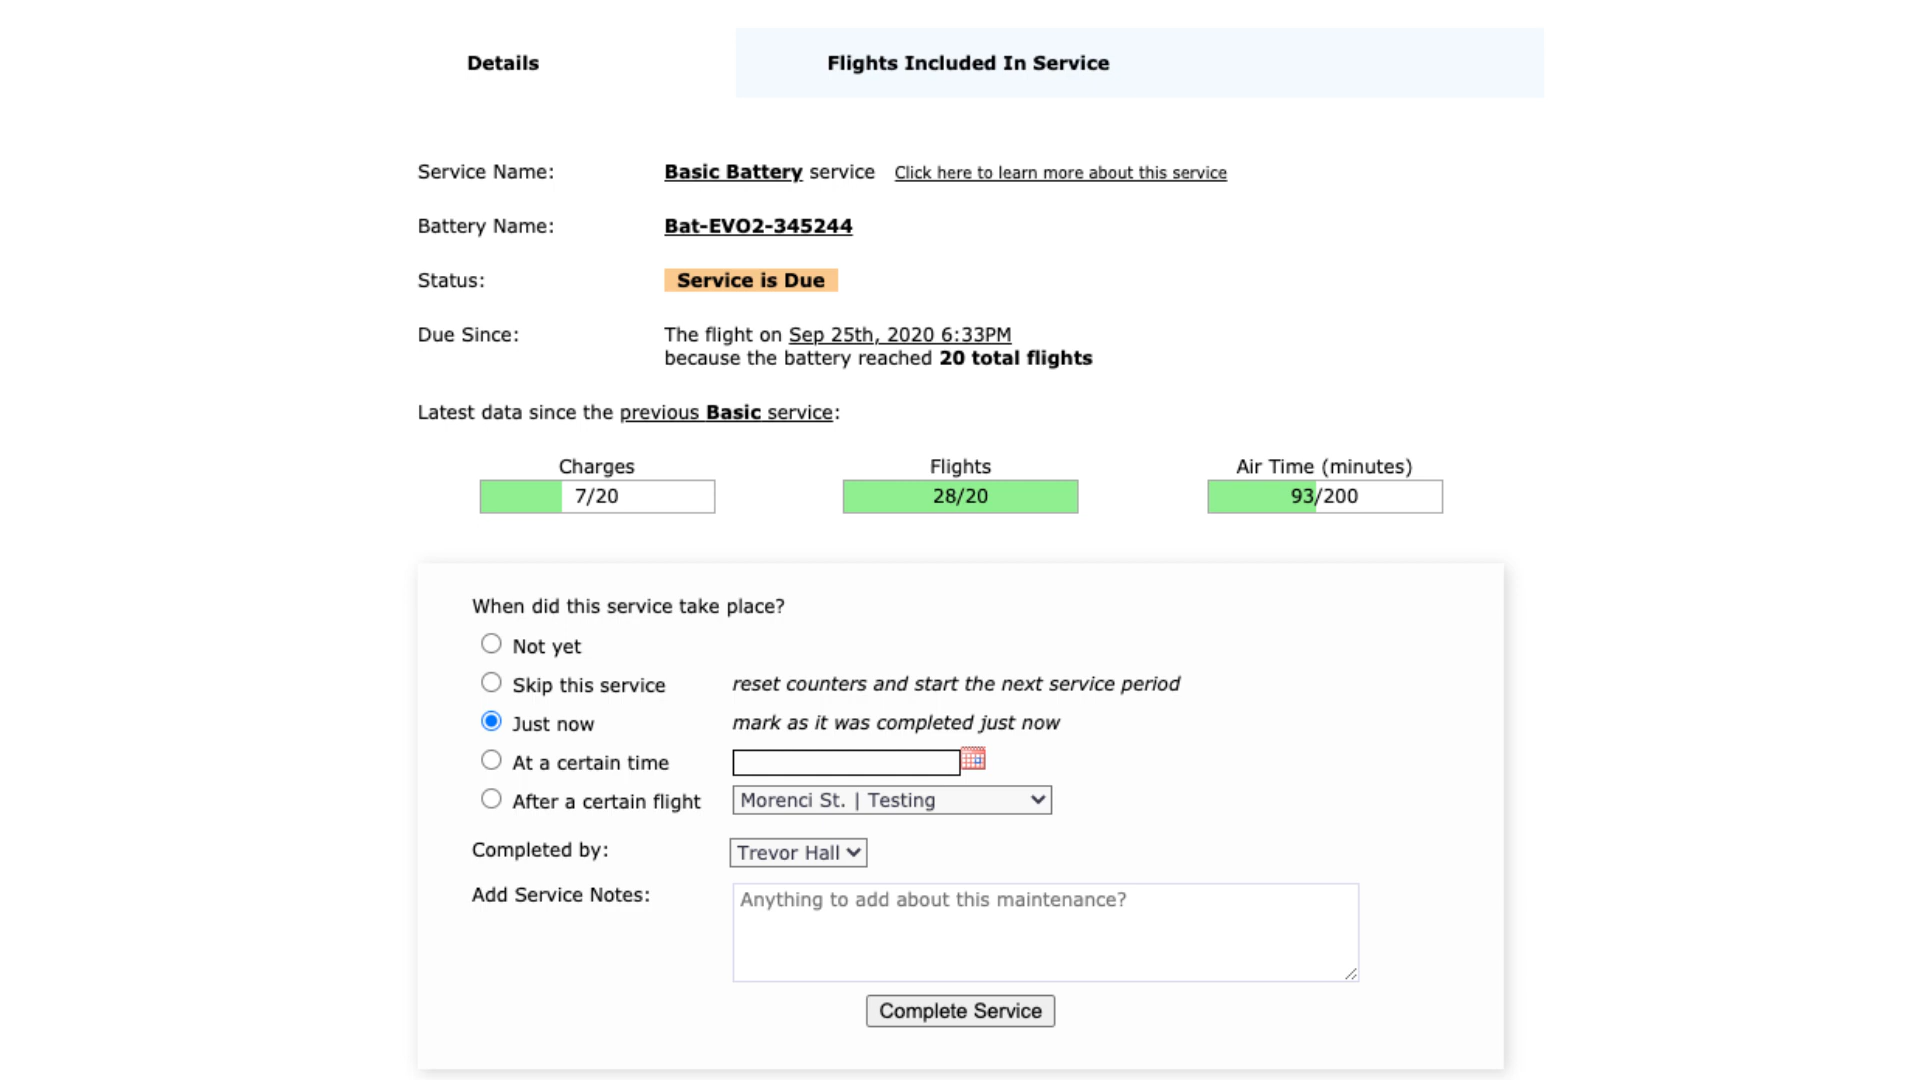 Details
Flights Included In Service
Service Name:
Basic Battery service Click here to learn more about this service
Battery Name:
Bat-EVO2-345244
Status:
Service is Due
Due Since:
The flight on Sep 25th, 2020 6:33PM
because the battery reached 20 total flights
Latest data since the previous Basic service:
Charges
Flights
Air Time (minutes)
7/20
28/20
93/200
When did this service take place?
Not yet
Skip this service
reset counters and start the next service period
Just now
mark as it was completed just now
At a certain time
After a certain flight
Morenci St. | Testing
Completed by:
Trevor Hall
Add Service Notes:
Anything to add about this maintenance?
Complete Service